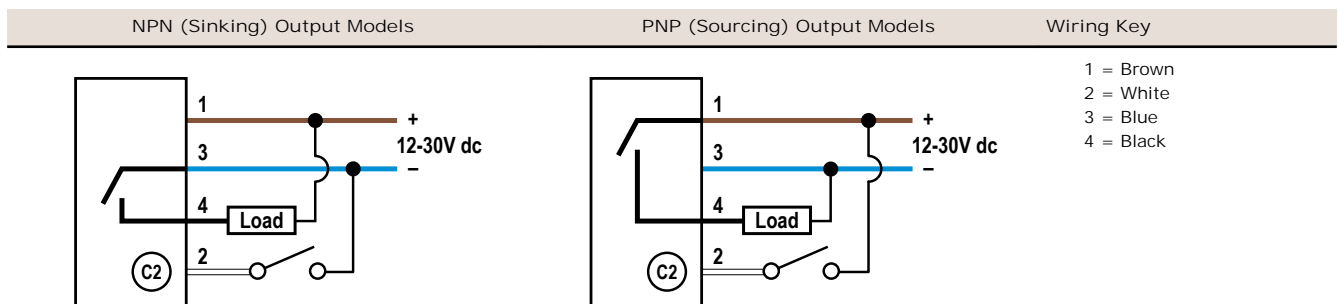 NPN (Sinking) Output Models
PNP (Sourcing) Output Models
Wiring Key
1 = Brown
2 = White
3 = Blue
4 = Black
1
+
12-30V dc
3
–
4
Load
2
C2
1
+
12-30V dc
3
–
4
Load
2
C2